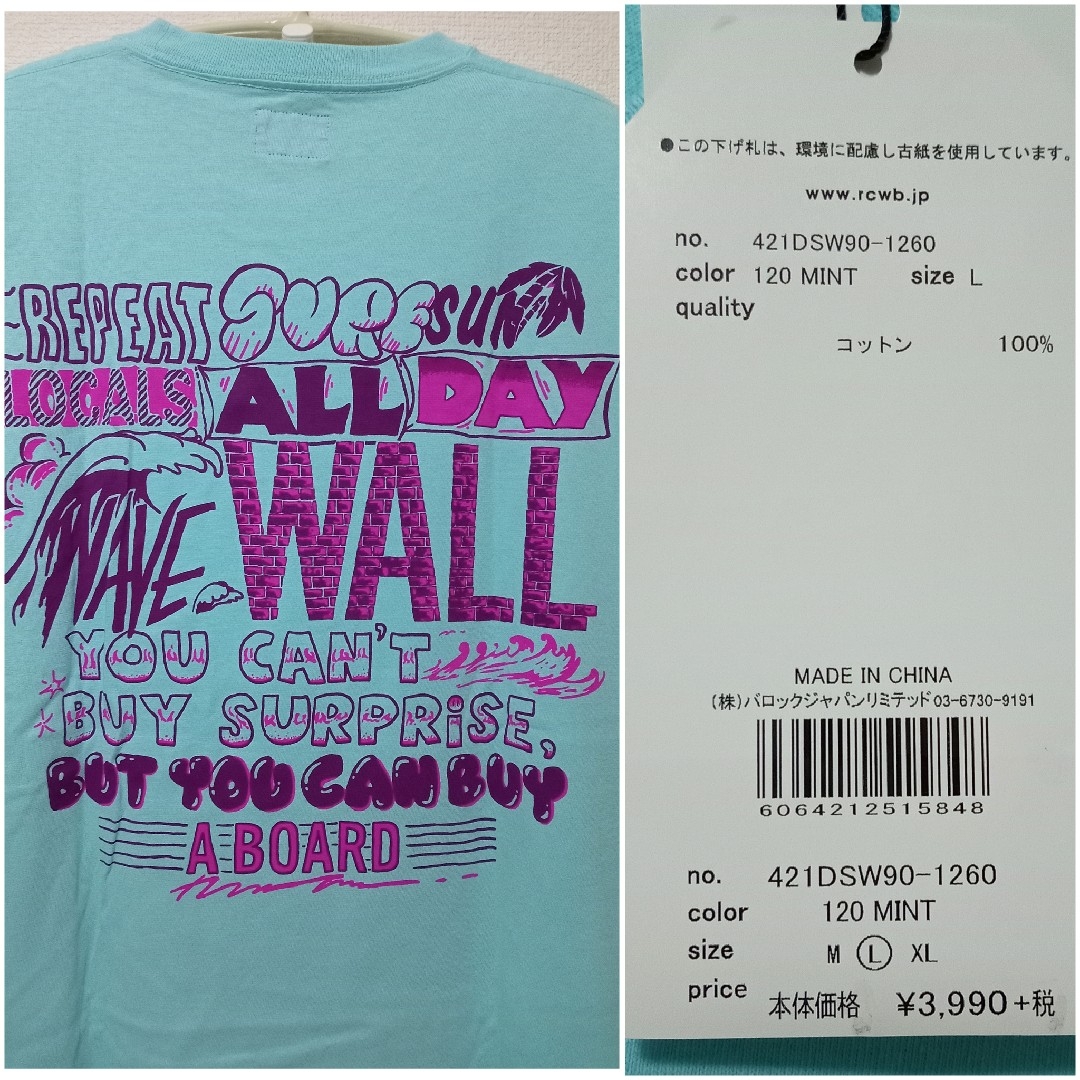 REPEAT SURF SUN
LOCALS ALL DAY
WAVE WALL
YOU CAN'T
BUY SURPRiSE,
BUT YOU CAN BUY
A BOARD
●この下げ札は、環境に配慮し古紙を使用しています。
www.rcwb.jp
no. 421DSW90-1260
color 120 MINT size L
quality
コットン 100%
MADE IN CHINA
(株)バロックジャパンリミテッド03-6730-9191
6064212515848
no. 421DSW90-1260
color 120 MINT
size M L XL
price 本体価格 ¥3,990+税